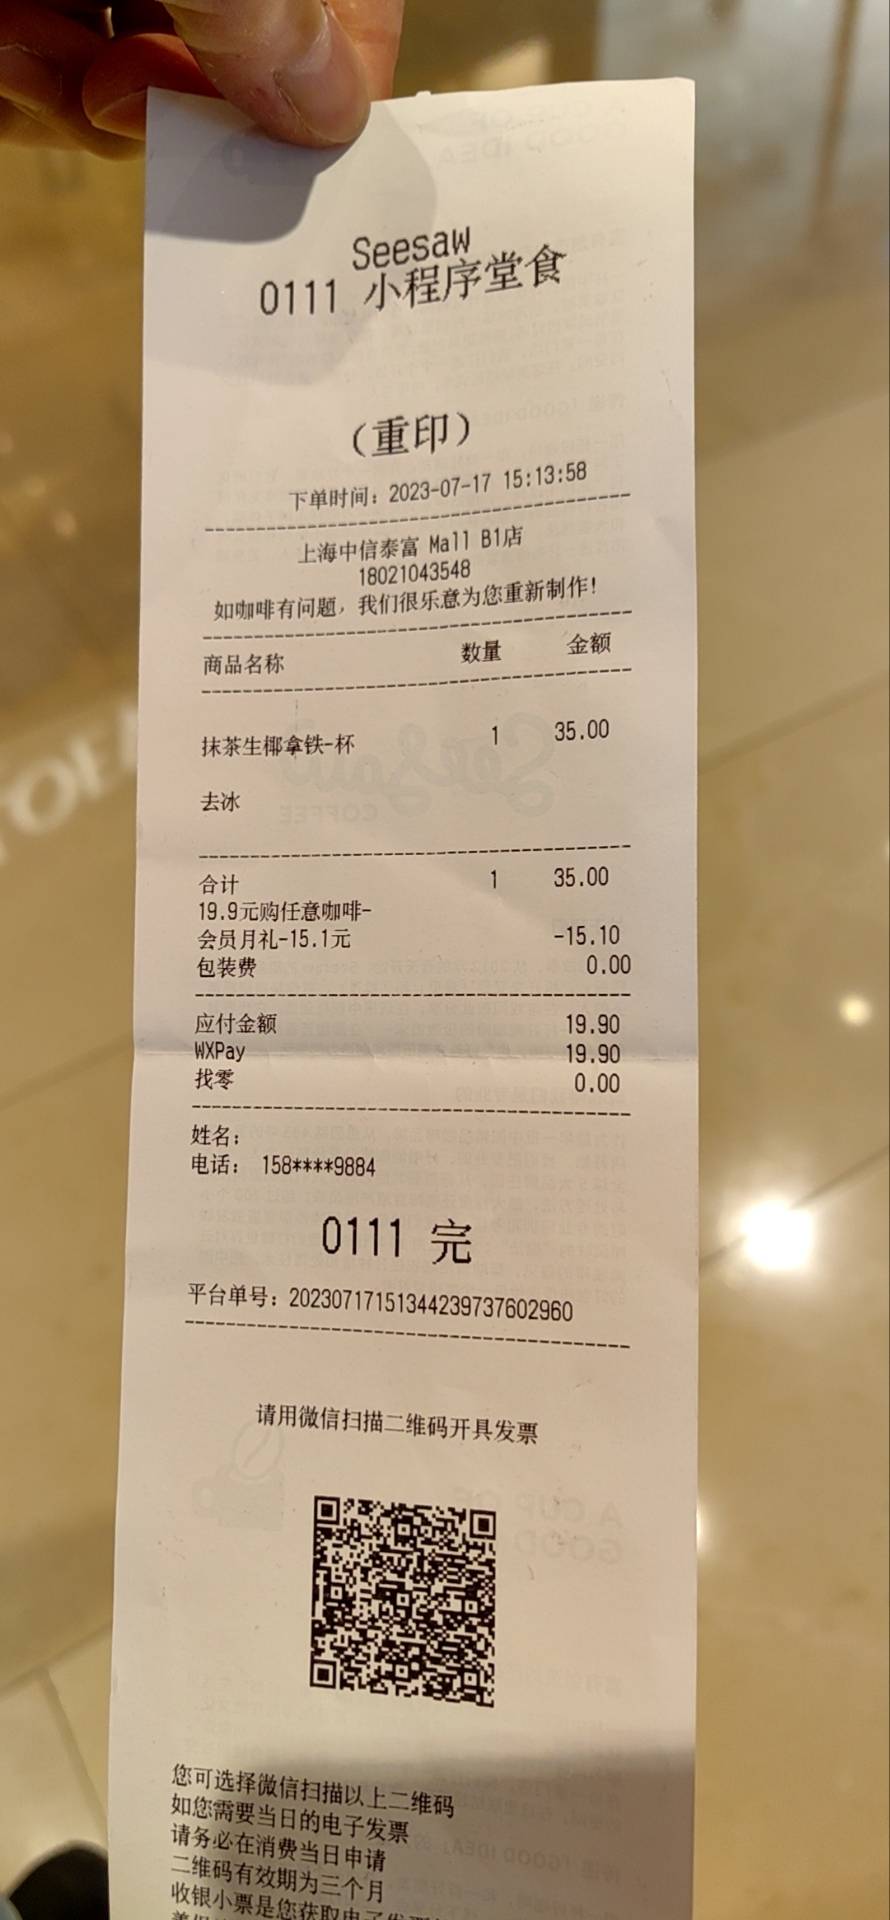 Seesaw
0111 小程序堂食
（重印）
下单时间：2023-07-17 15:13:58
上海中信泰富 Mall B1店
18021043548
如咖啡有问题，我们很乐意为您重新制作！
商品名称 数量 金额
抹茶生椰拿铁-杯 1 35.00
去冰
合计 1 35.00
19.9元购任意咖啡-
会员月礼-15.1元 -15.10
包装费 0.00
应付金额 19.90
WXPay 19.90
找零 0.00
姓名：
电话： 158****9884
0111 完
平台单号：20230717151344239737602960
请用微信扫描二维码开具发票
您可选择微信扫描以上二维码
如您需要当日的电子发票
请务必在消费当日申请
二维码有效期为三个月
收银小票是您获取电子发票